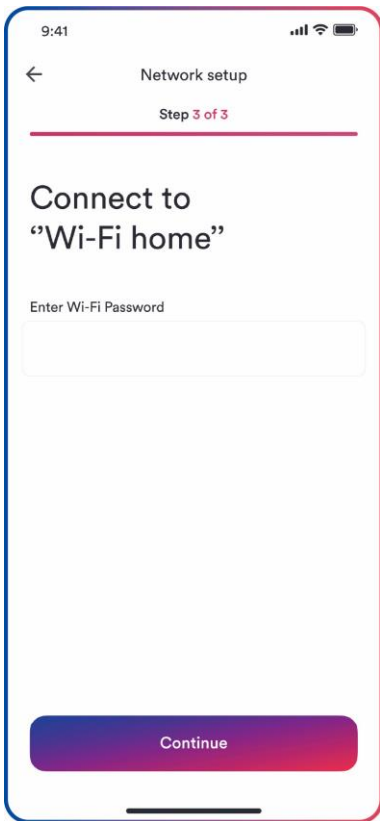 9:41
Network setup
Step 3 of 3
Connect to
‘’Wi-Fi home’’
Enter Wi-Fi Password
Continue